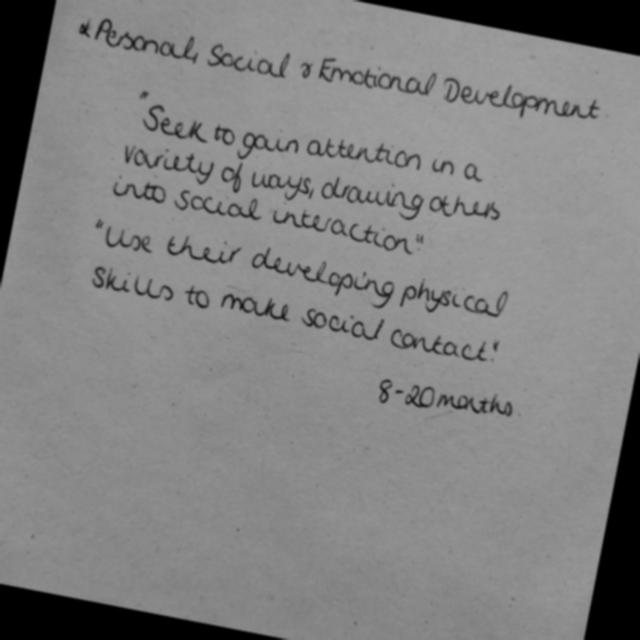 * Personal, Social & Emotional Development
"Seek to gain attention in a
variety of ways, drawing others
into social interaction"
"Use their developing physical
skills to make social contact"
8-20 months